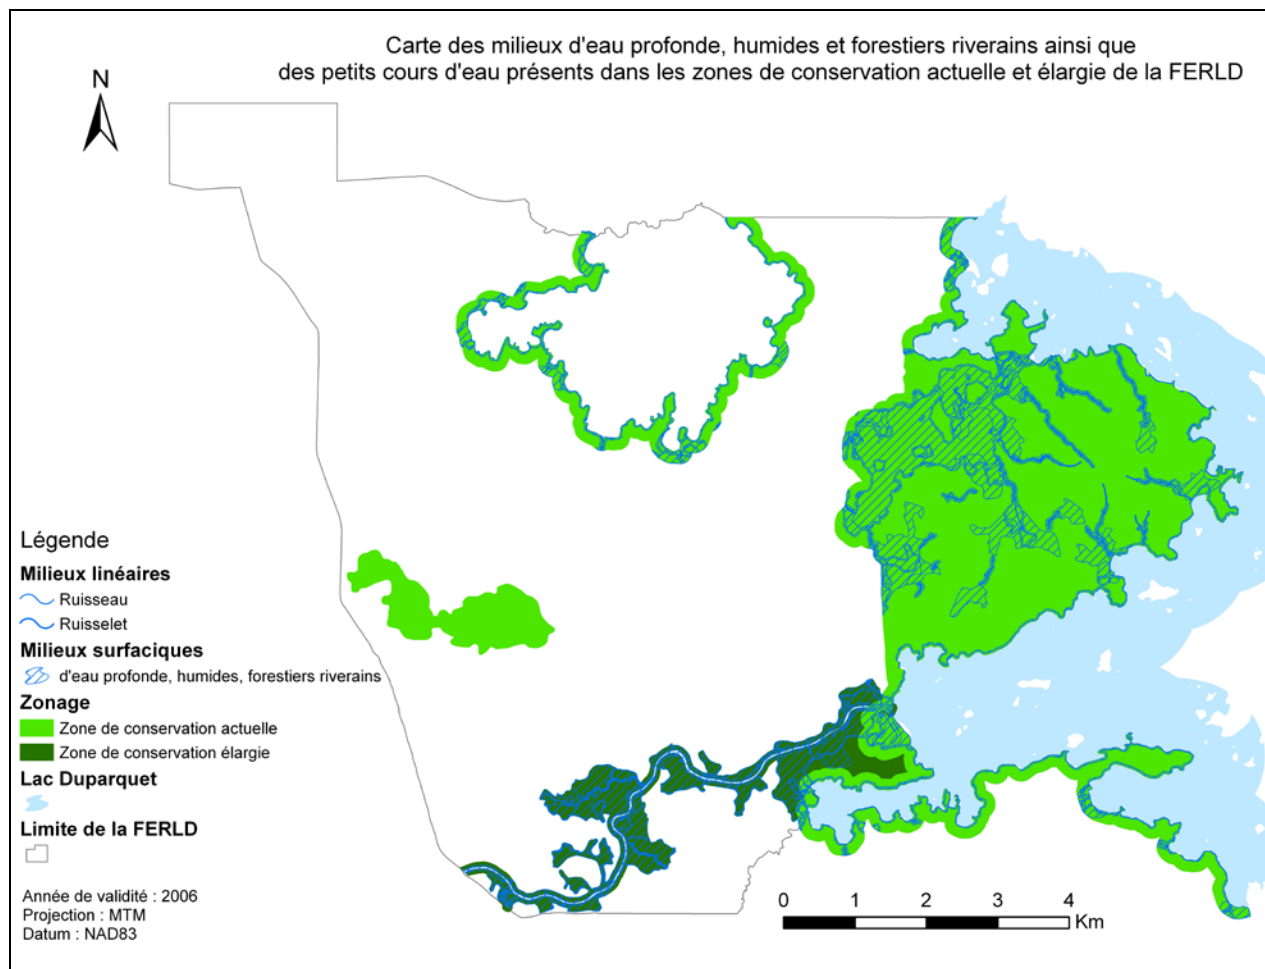 Carte des milieux d'eau profonde, humides et forestiers riverains ainsi que
des petits cours d'eau présents dans les zones de conservation actuelle et élargie de la FERLD
N
Légende
Milieux linéaires
Ruisseau
Ruisselet
Milieux surfaciques
d'eau profonde, humides, forestiers riverains
Zonage
Zone de conservation actuelle
Zone de conservation élargie
Lac Duparquet
Limite de la FERLD
Année de validité : 2006
Projection : MTM
Datum : NAD83
0 1 2 3 4
Km